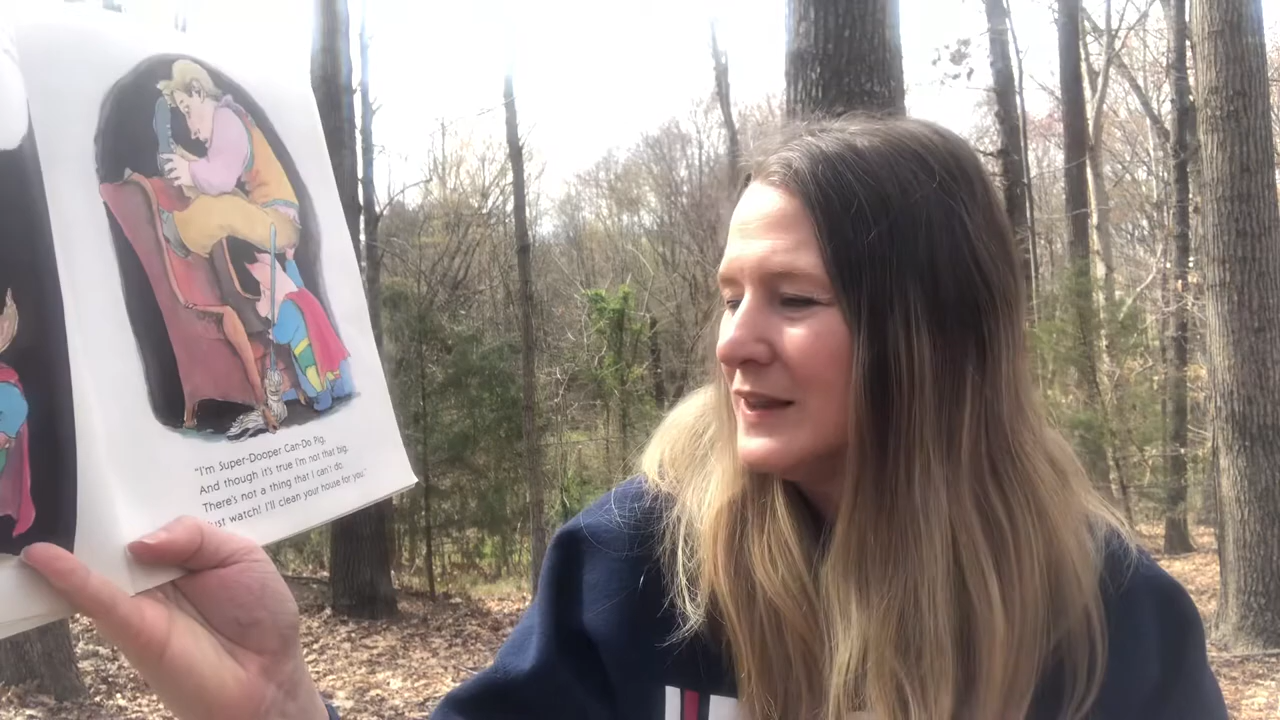 "I'm Super-Dooper Can-Do Pig,
And though it's true I'm not that big,
There's not a thing that I can't do.
Just watch! I'll clean your house for you."